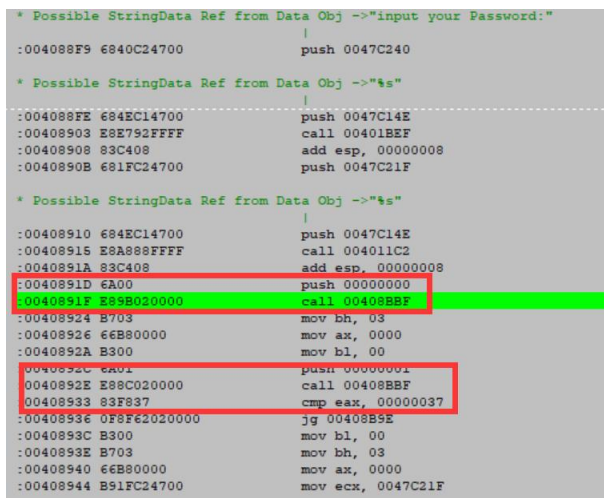 * Possible StringData Ref from Data Obj ->"input your Password:"
|
:004088F9 6840C24700 push 0047C240
* Possible StringData Ref from Data Obj ->"%s"
|
:004088FE 684EC14700 push 0047C14E
:00408903 E8E792FFFF call 00401BEF
:00408908 83C408 add esp, 00000008
:0040890B 681FC24700 push 0047C21F
* Possible StringData Ref from Data Obj ->"%s"
|
:00408910 684EC14700 push 0047C14E
:00408915 E8A888FFFF call 004011C2
:0040891A 83C408 add esp, 00000008
:0040891D 6A00 push 00000000
:0040891F E89B020000 call 00408BBF
:00408924 B703 mov bh, 03
:00408926 66B80000 mov ax, 0000
:0040892A B300 mov bl, 00
:0040892C 6A01 push 00000001
:0040892E E88C020000 call 00408BBF
:00408933 83F837 cmp eax, 00000037
:00408936 0F8F62020000 jg 00408B9E
:0040893C B300 mov bl, 00
:0040893E B703 mov bh, 03
:00408940 66B80000 mov ax, 0000
:00408944 B91FC24700 mov ecx, 0047C21F